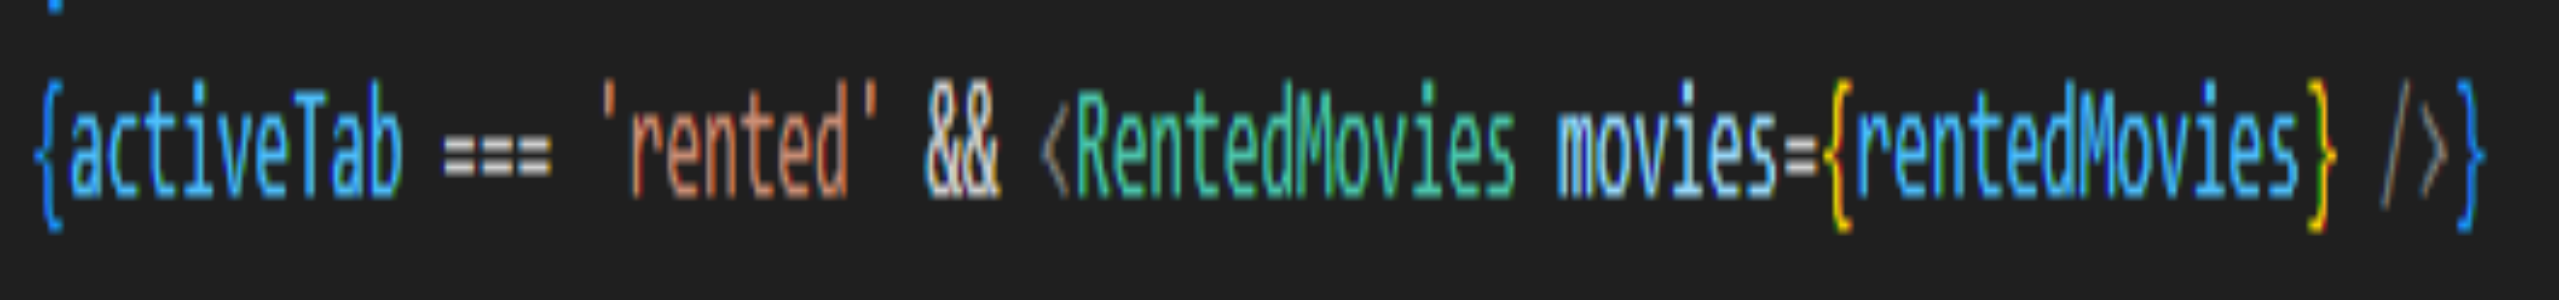 {activeTab === 'rented' && <RentedMovies movies={rentedMovies} />}